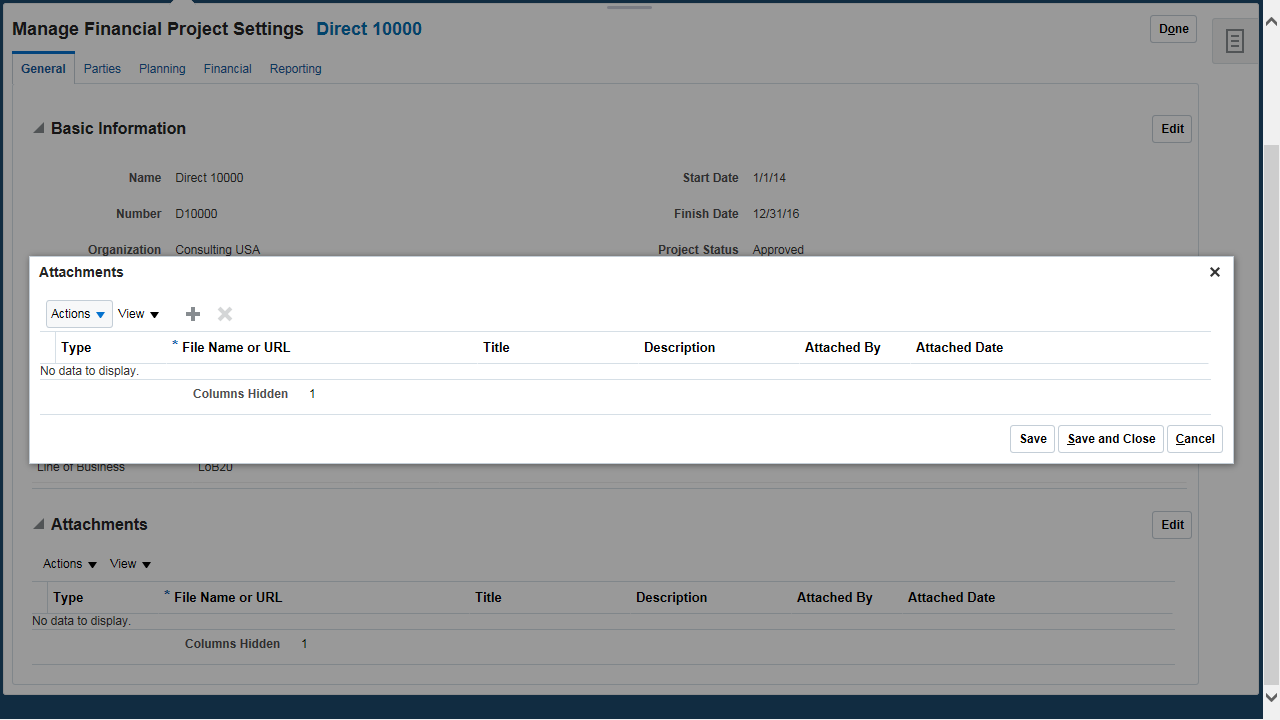 Manage Financial Project Settings Direct 10000 Done
General Parties Planning Financial Reporting
Basic Information Edit
Name Direct 10000 Start Date 1/1/14
Number D10000 Finish Date 12/31/16
Organization Consulting USA Project Status Approved
Attachments
Actions View
Type * File Name or URL Title Description Attached By Attached Date
No data to display.
Columns Hidden 1
Save Save and Close Cancel
Line of Business LoB20
Attachments Edit
Actions View
Type * File Name or URL Title Description Attached By Attached Date
No data to display.
Columns Hidden 1